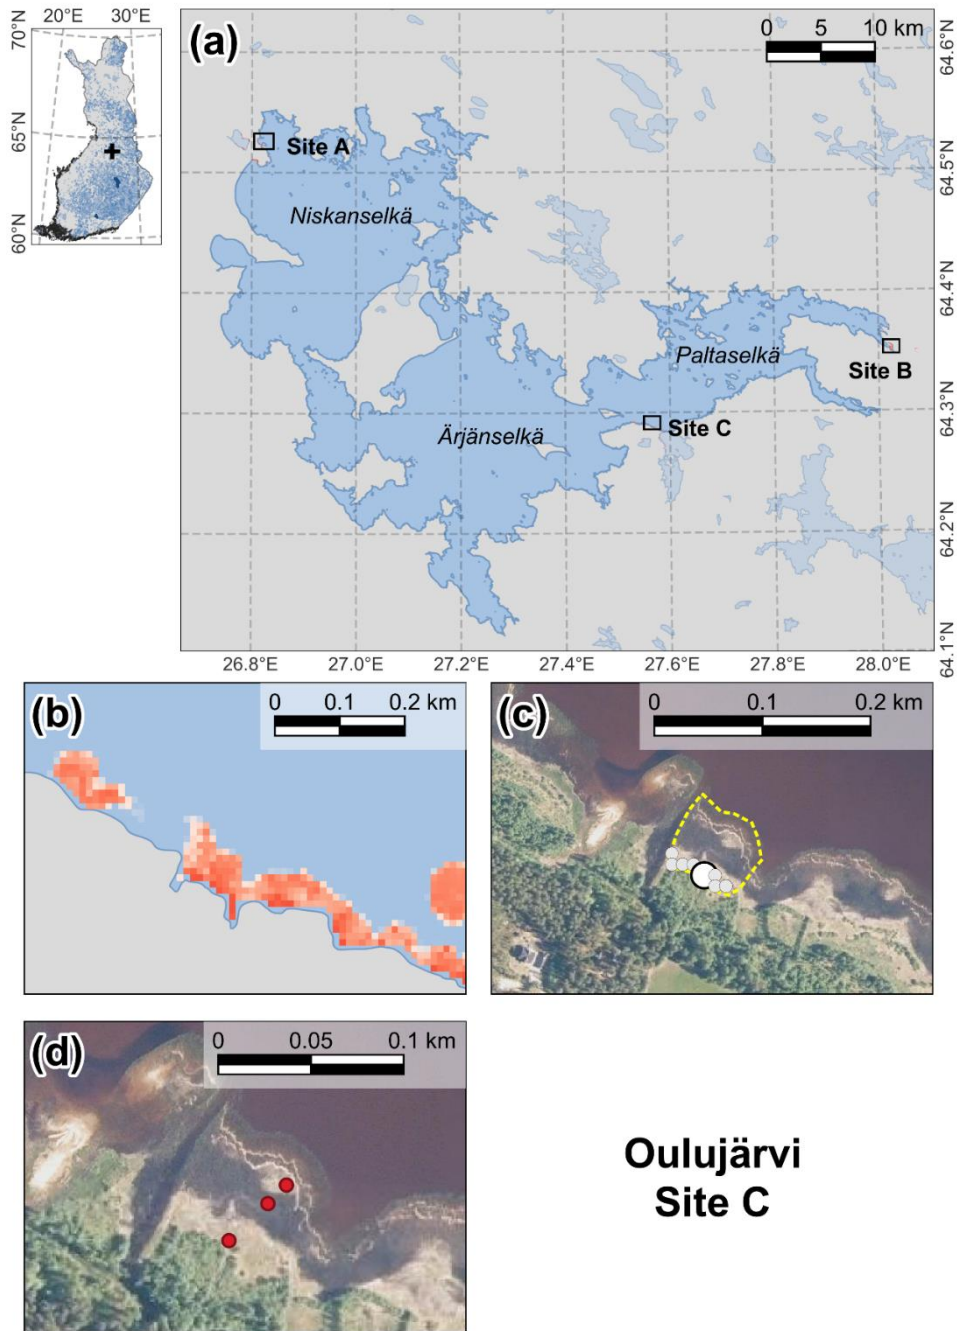 20°E 30°E
70°N
65°N
60°N
(a)
0 5 10 km
64.6°N
Site A
64.5°N
Niskanselkä
64.4°N
Paltaselkä
Site B
64.3°N
Ärjänselkä
Site C
64.2°N
64.1°N
26.8°E 27.0°E 27.2°E 27.4°E 27.6°E 27.8°E 28.0°E
(b)
0 0.1 0.2 km
(c)
0 0.1 0.2 km
(d)
0 0.05 0.1 km
Oulujärvi
Site C